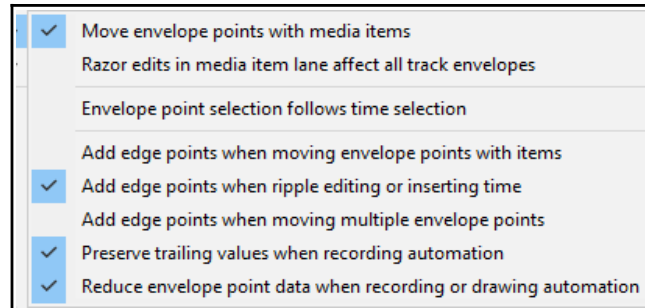 Move envelope points with media items
Razor edits in media item lane affect all track envelopes
Envelope point selection follows time selection
Add edge points when moving envelope points with items
Add edge points when ripple editing or inserting time
Add edge points when moving multiple envelope points
Preserve trailing values when recording automation
Reduce envelope point data when recording or drawing automation